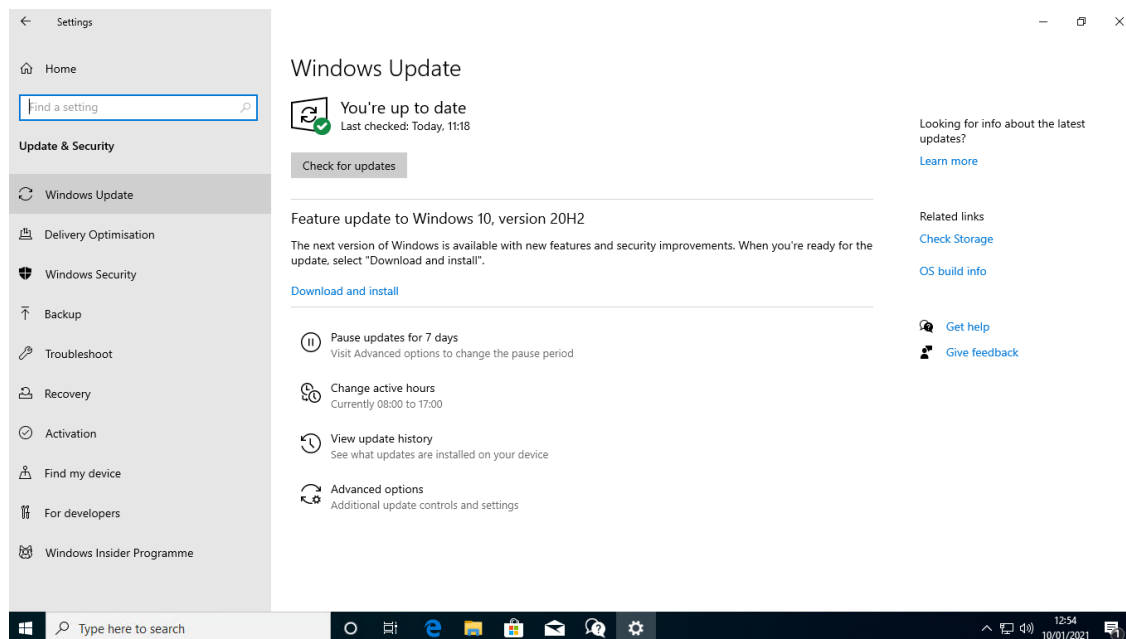 Settings
Home
Find a setting
Update & Security
Windows Update
Delivery Optimisation
Windows Security
Backup
Troubleshoot
Recovery
Activation
Find my device
For developers
Windows Insider Programme
Windows Update
You're up to date
Last checked: Today, 11:18
Check for updates
Feature update to Windows 10, version 20H2
The next version of Windows is available with new features and security improvements. When you're ready for the
update, select "Download and install".
Download and install
Pause updates for 7 days
Visit Advanced options to change the pause period
Change active hours
Currently 08:00 to 17:00
View update history
See what updates are installed on your device
Advanced options
Additional update controls and settings
Looking for info about the latest
updates?
Learn more
Related links
Check Storage
OS build info
Get help
Give feedback
Type here to search
12:54
10/01/2021
1